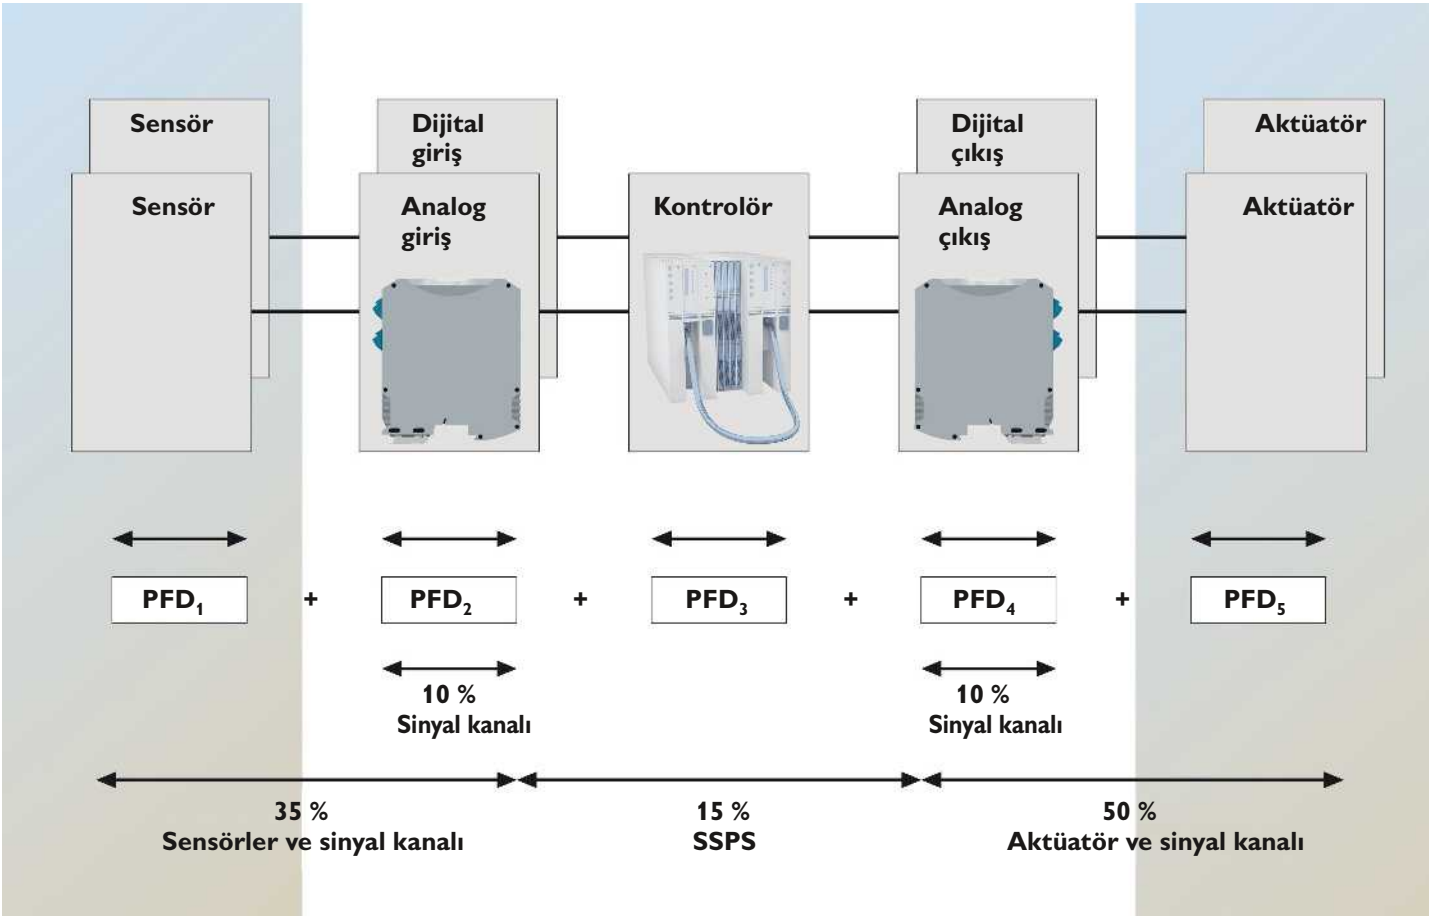 Sensör
Sensör
Dijital
giriş
Analog
giriş
Kontrolör
Dijital
çıkış
Analog
çıkış
Aktüatör
Aktüatör
PFD₁ + PFD₂ + PFD₃ + PFD₄ + PFD₅
10 %
Sinyal kanalı
10 %
Sinyal kanalı
35 %
Sensörler ve sinyal kanalı
15 %
SSPS
50 %
Aktüatör ve sinyal kanalı